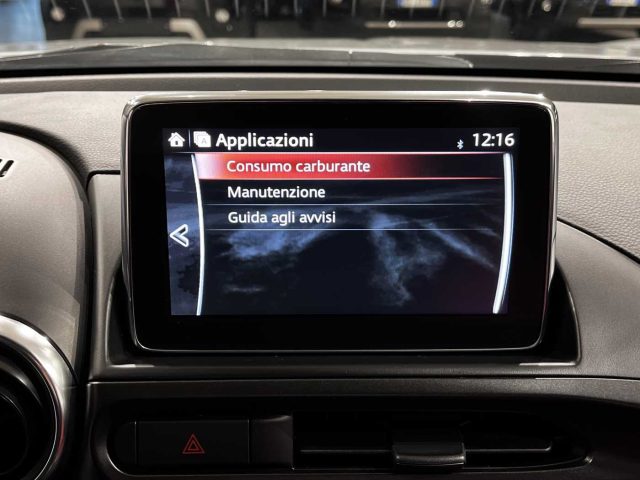 Applicazioni 12:16
Consumo carburante
Manutenzione
Guida agli avvisi